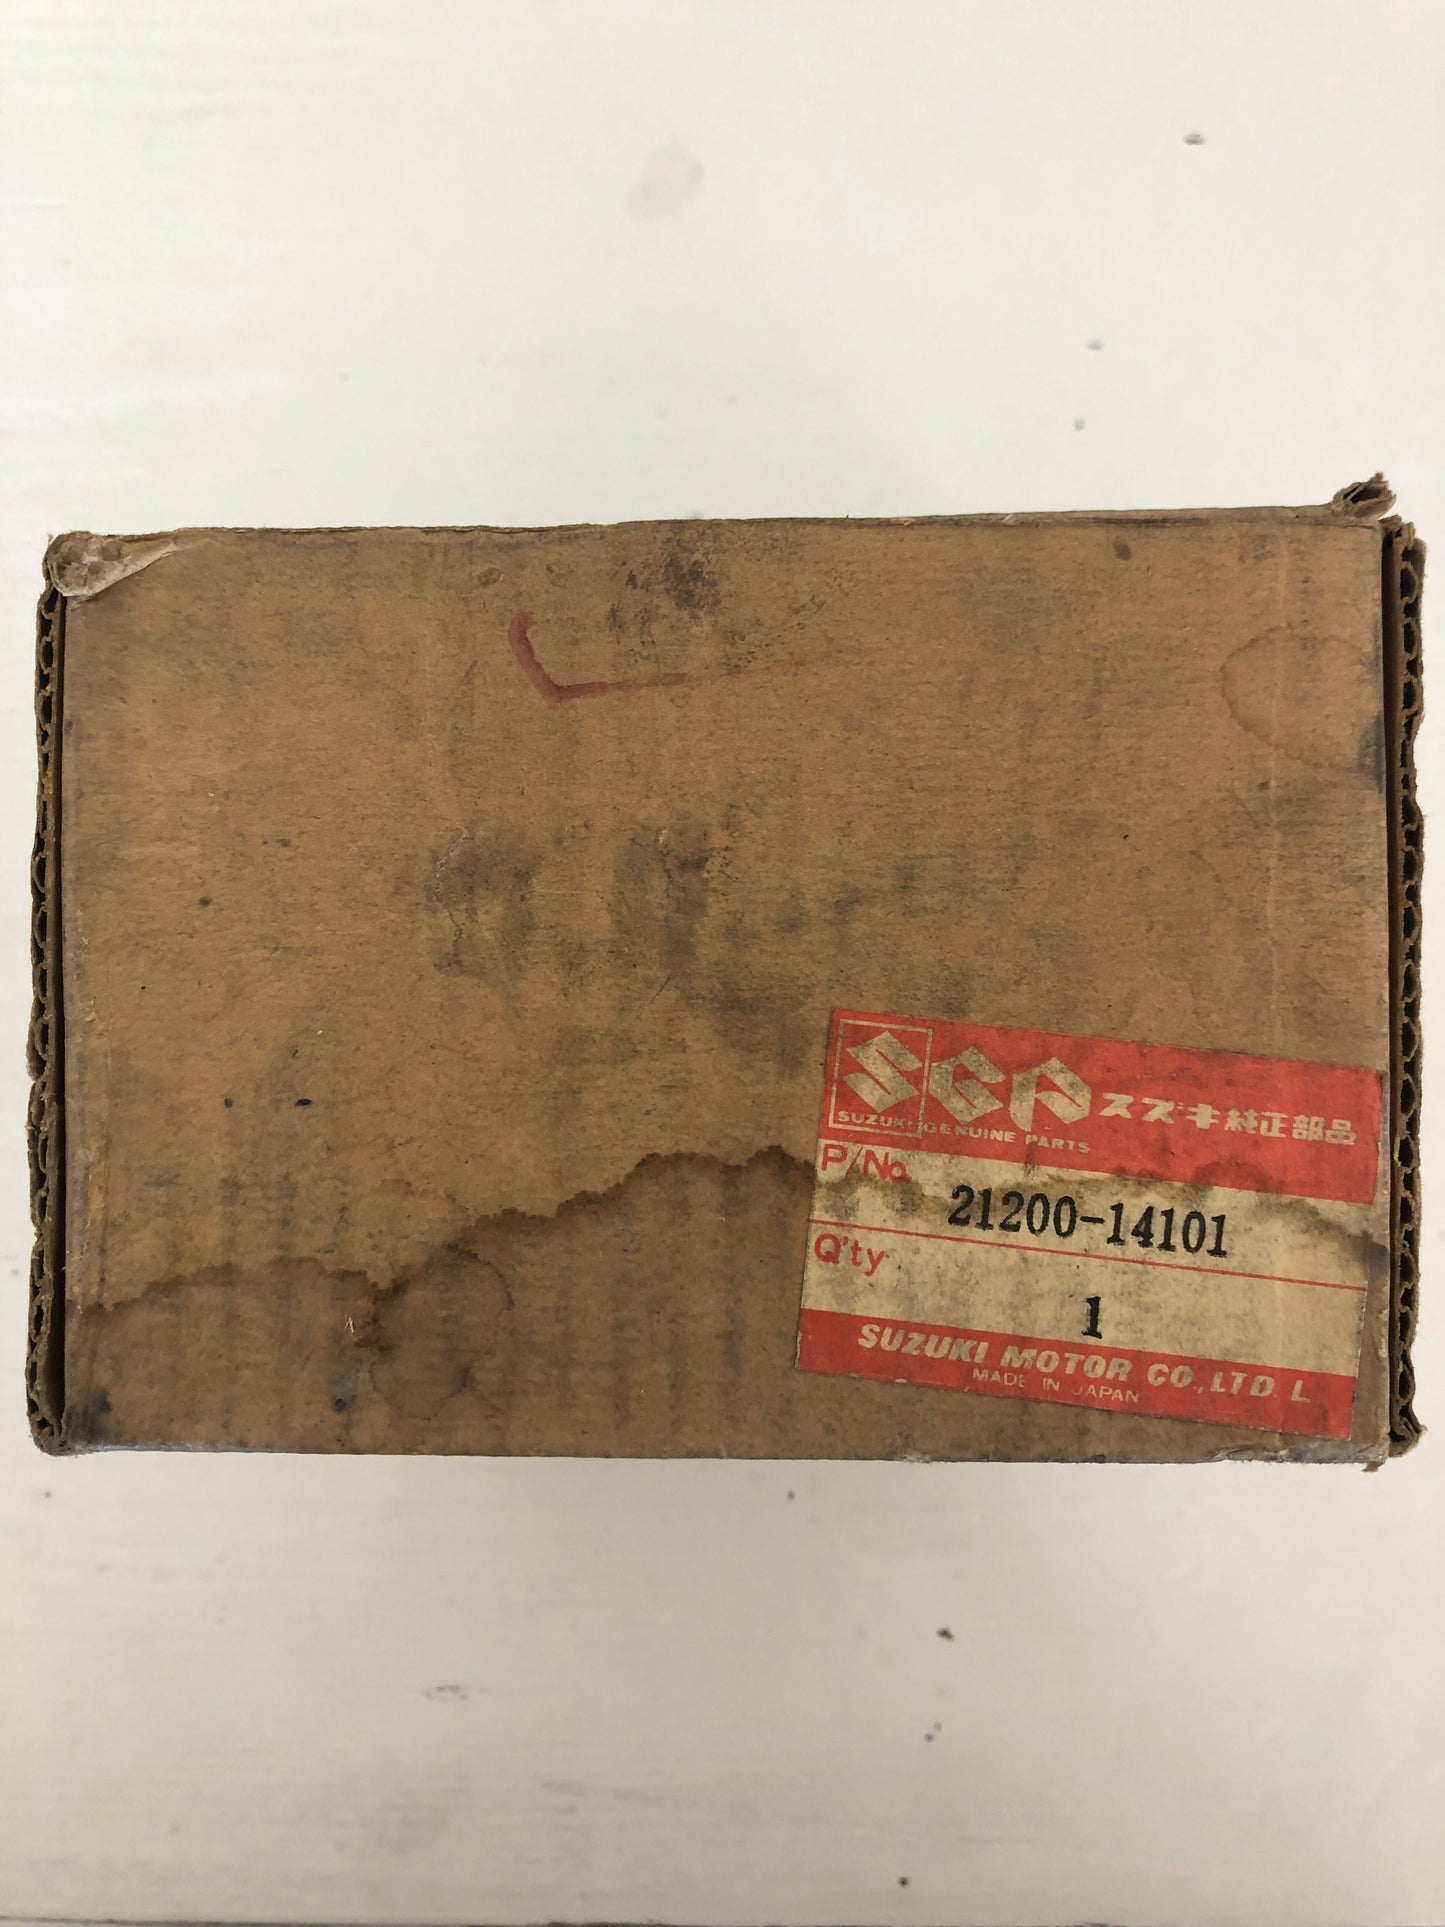 SGP スズキ純正部品
SUZUKI GENUINE PARTS
P/No. 21200-14101
Q'ty 1
SUZUKI MOTOR CO., LTD. L
MADE IN JAPAN